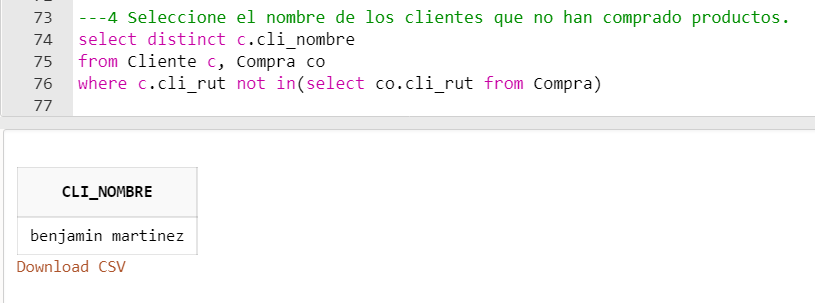 73 ---4 Seleccione el nombre de los clientes que no han comprado productos.
74 select distinct c.cli_nombre
75 from Cliente c, Compra co
76 where c.cli_rut not in(select co.cli_rut from Compra)
77
CLI_NOMBRE
benjamin martinez
Download CSV